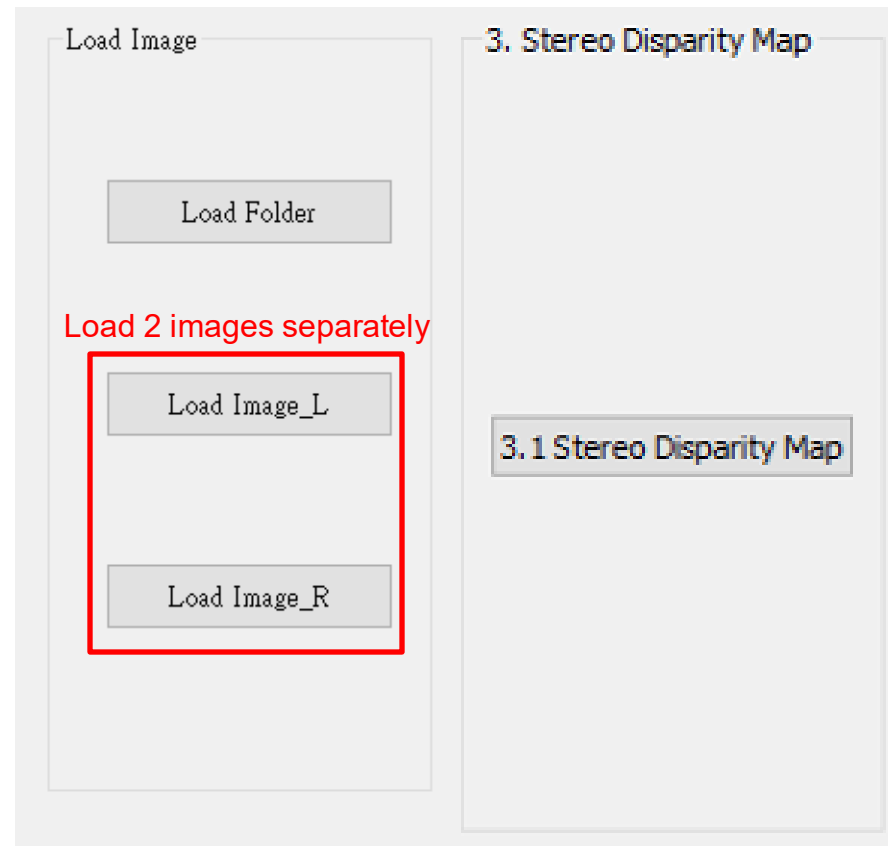 Load Image
Load Folder
Load 2 images separately
Load Image_L
Load Image_R
3. Stereo Disparity Map
3.1 Stereo Disparity Map